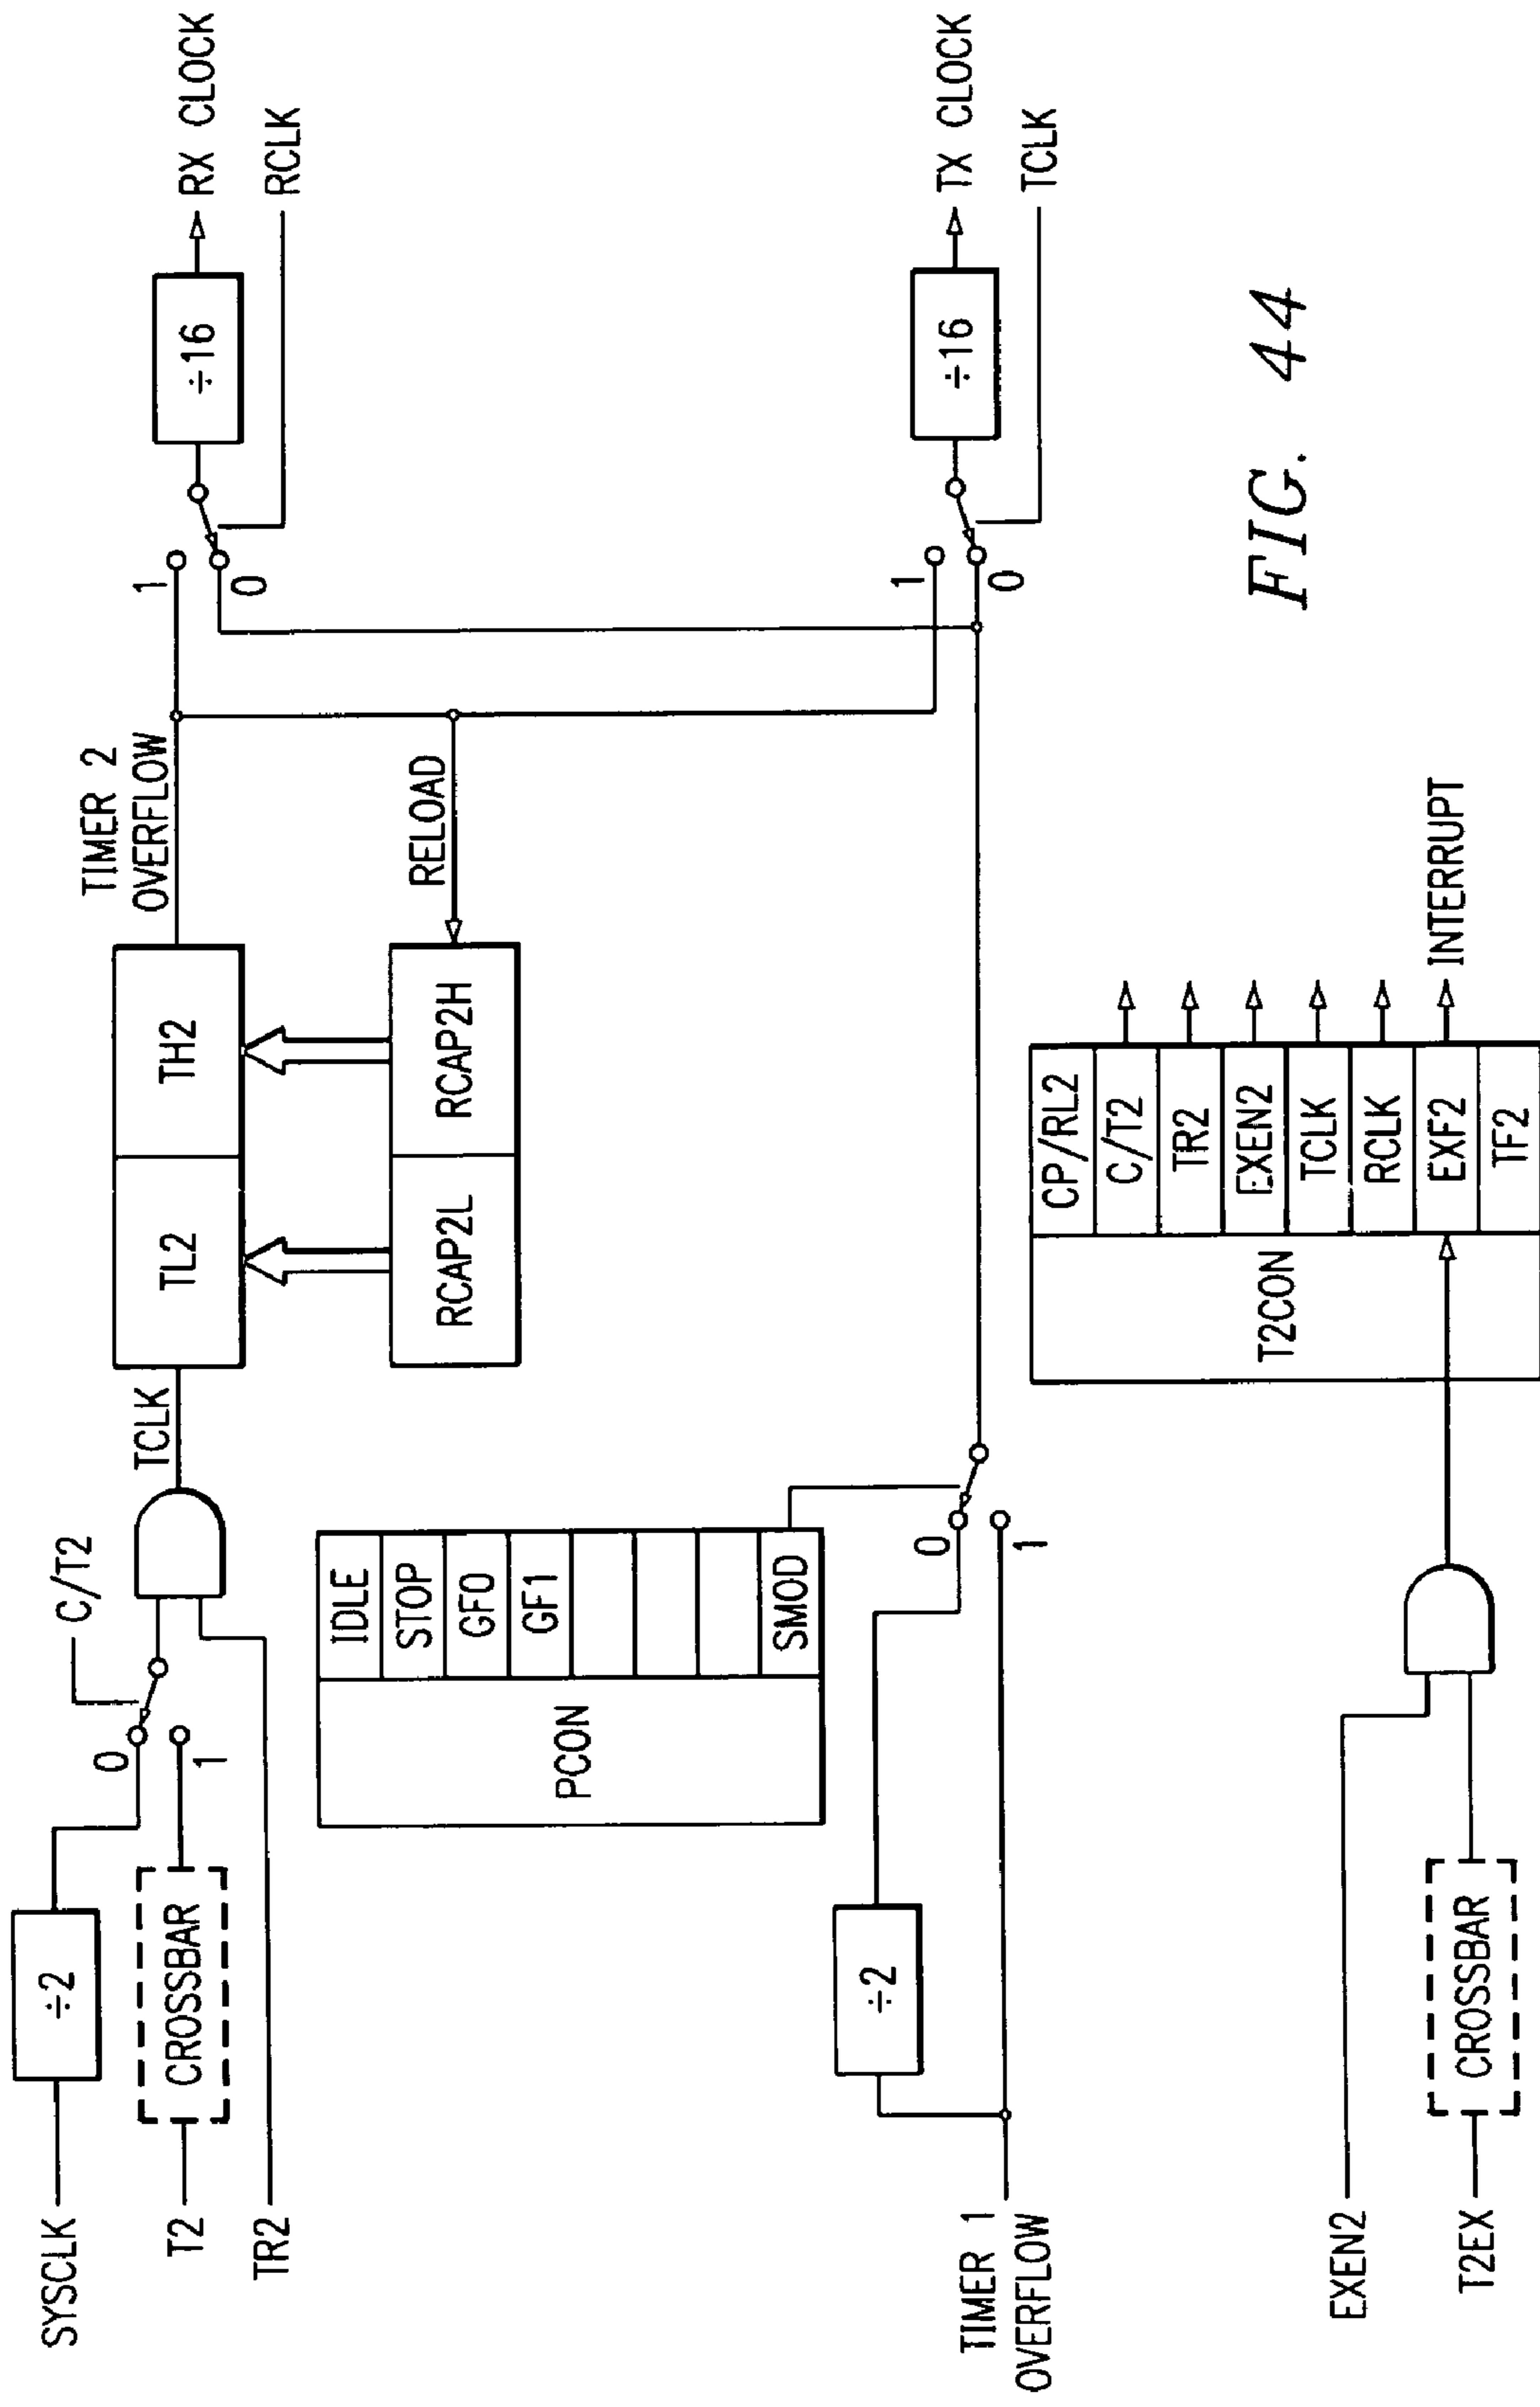 SYSCLK
÷2
0
C/T2
T2
CROSSBAR
1
TR2
TCLK
TL2
TH2
TIMER 2
OVERFLOW
RCAP2L
RCAP2H
RELOAD
1
0
÷16
RX CLOCK
RCLK
PCON
IDLE
STOP
GF0
GF1
SMOD
TIMER 1
OVERFLOW
÷2
0
1
1
0
÷16
TX CLOCK
TCLK
EXEN2
T2EX
CROSSBAR
T2CON
CP/RL2
C/T2
TR2
EXEN2
TCLK
RCLK
EXF2
TF2
INTERRUPT
FIG. 44